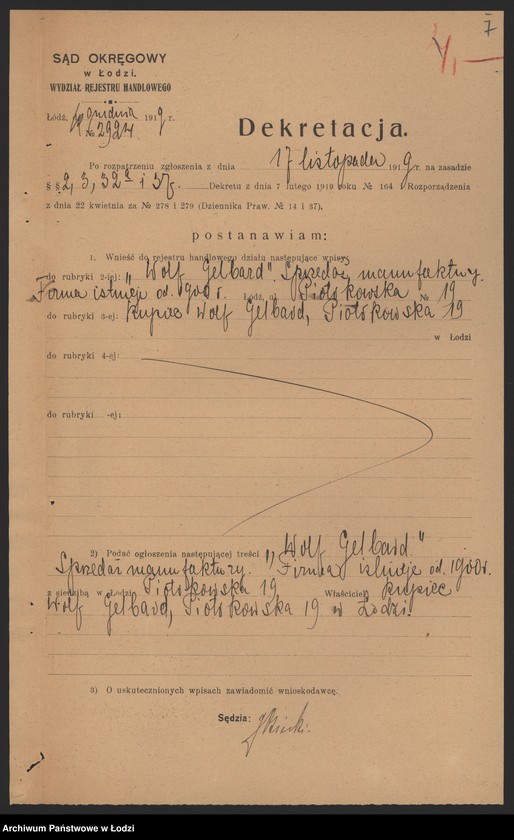 7
SĄD OKRĘGOWY
w Łodzi.
WYDZIAŁ REJESTRU HANDLOWEGO
Łódź, grudnia 1919 r.
№ 2924
Dekretacja.
Po rozpatrzeniu zgłoszenia z dnia 17 listopada 1919 r. na zasadzie
§ § 2, 3, 32ª i 37. Dekretu z dnia 7 lutego 1919 roku № 164 Rozporządzenia
z dnia 22 kwietnia za № 278 i 279 (Dziennika Praw. № 14 i 37),
postanawiam:
1. Wnieść do rejestru handlowego działu następujące wpisy
do rubryki 2-iej: „Wolf Gelbard". Sprzedaż manufaktury.
Firma istnieje od 1900 r. Łódź, ul. Piotrkowska № 19
do rubryki 3-ej: Kupiec Wolf Gelbard, Piotrkowska 19
w Łodzi
do rubryki 4-ej:
do rubryki -ej:
2) Podać ogłoszenia następującej treści „Wolf Gelbard"
Sprzedaż manufaktury. Firma istnieje od 1900 r.
z siedzibą w Łodzi Piotrkowska 19. Właściciel kupiec
Wolf Gelbard, Piotrkowska 19 w Łodzi.
3) O uskutecznionych wpisach zawiadomić wnioskodawcę.
Sędzia:
Archiwum Państwowe w Łodzi